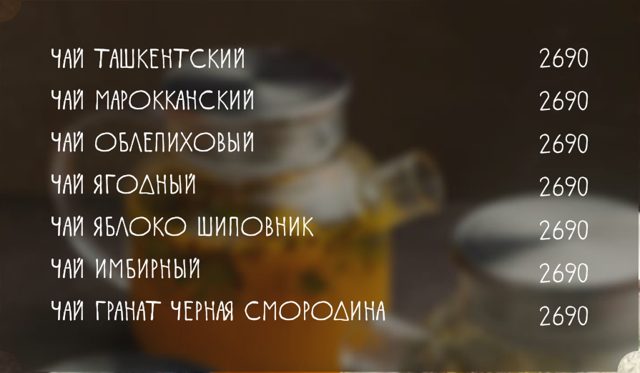 ЧАЙ ТАШКЕНТСКИЙ 2690
ЧАЙ МАРОККАНСКИЙ 2690
ЧАЙ ОБЛЕПИХОВЫЙ 2690
ЧАЙ ЯГОДНЫЙ 2690
ЧАЙ ЯБЛОКО ШИПОВНИК 2690
ЧАЙ ИМБИРНЫЙ 2690
ЧАЙ ГРАНАТ ЧЕРНАЯ СМОРОДИНА 2690